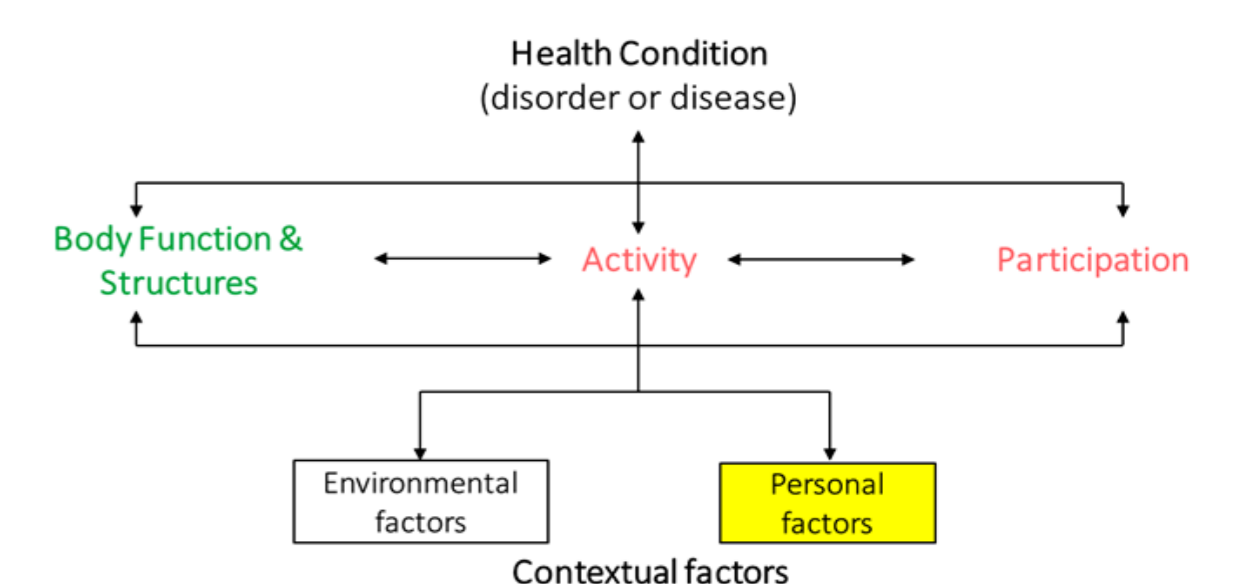 Health Condition
(disorder or disease)
Body Function &
Structures
Activity
Participation
Environmental
factors
Personal
factors
Contextual factors